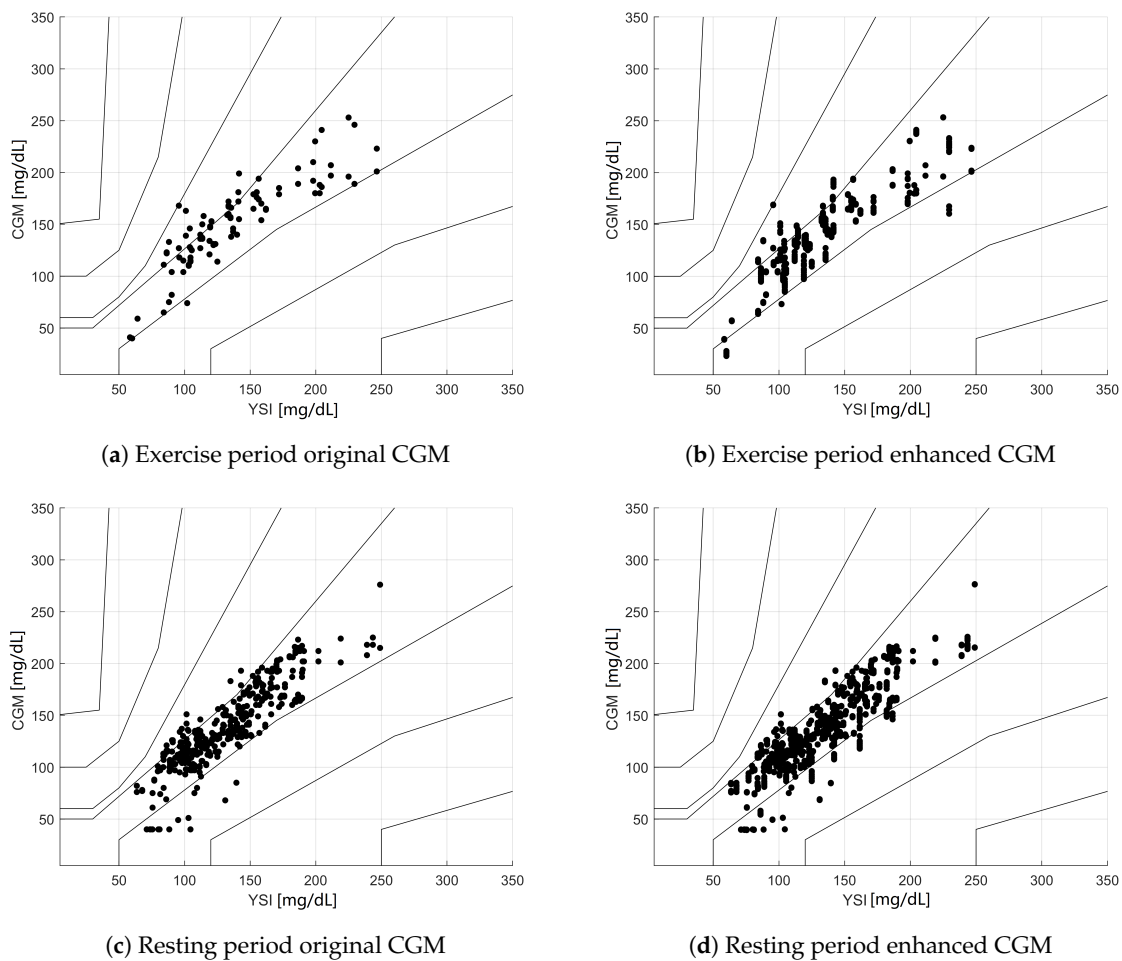 350
300
250
200
150
100
50
CGM [mg/dL]
50 100 150 200 250 300 350
YSI [mg/dL]
(a) Exercise period original CGM
350
300
250
200
150
100
50
CGM [mg/dL]
50 100 150 200 250 300 350
YSI [mg/dL]
(b) Exercise period enhanced CGM
350
300
250
200
150
100
50
CGM [mg/dL]
50 100 150 200 250 300 350
YSI [mg/dL]
(c) Resting period original CGM
350
300
250
200
150
100
50
CGM [mg/dL]
50 100 150 200 250 300 350
YSI [mg/dL]
(d) Resting period enhanced CGM